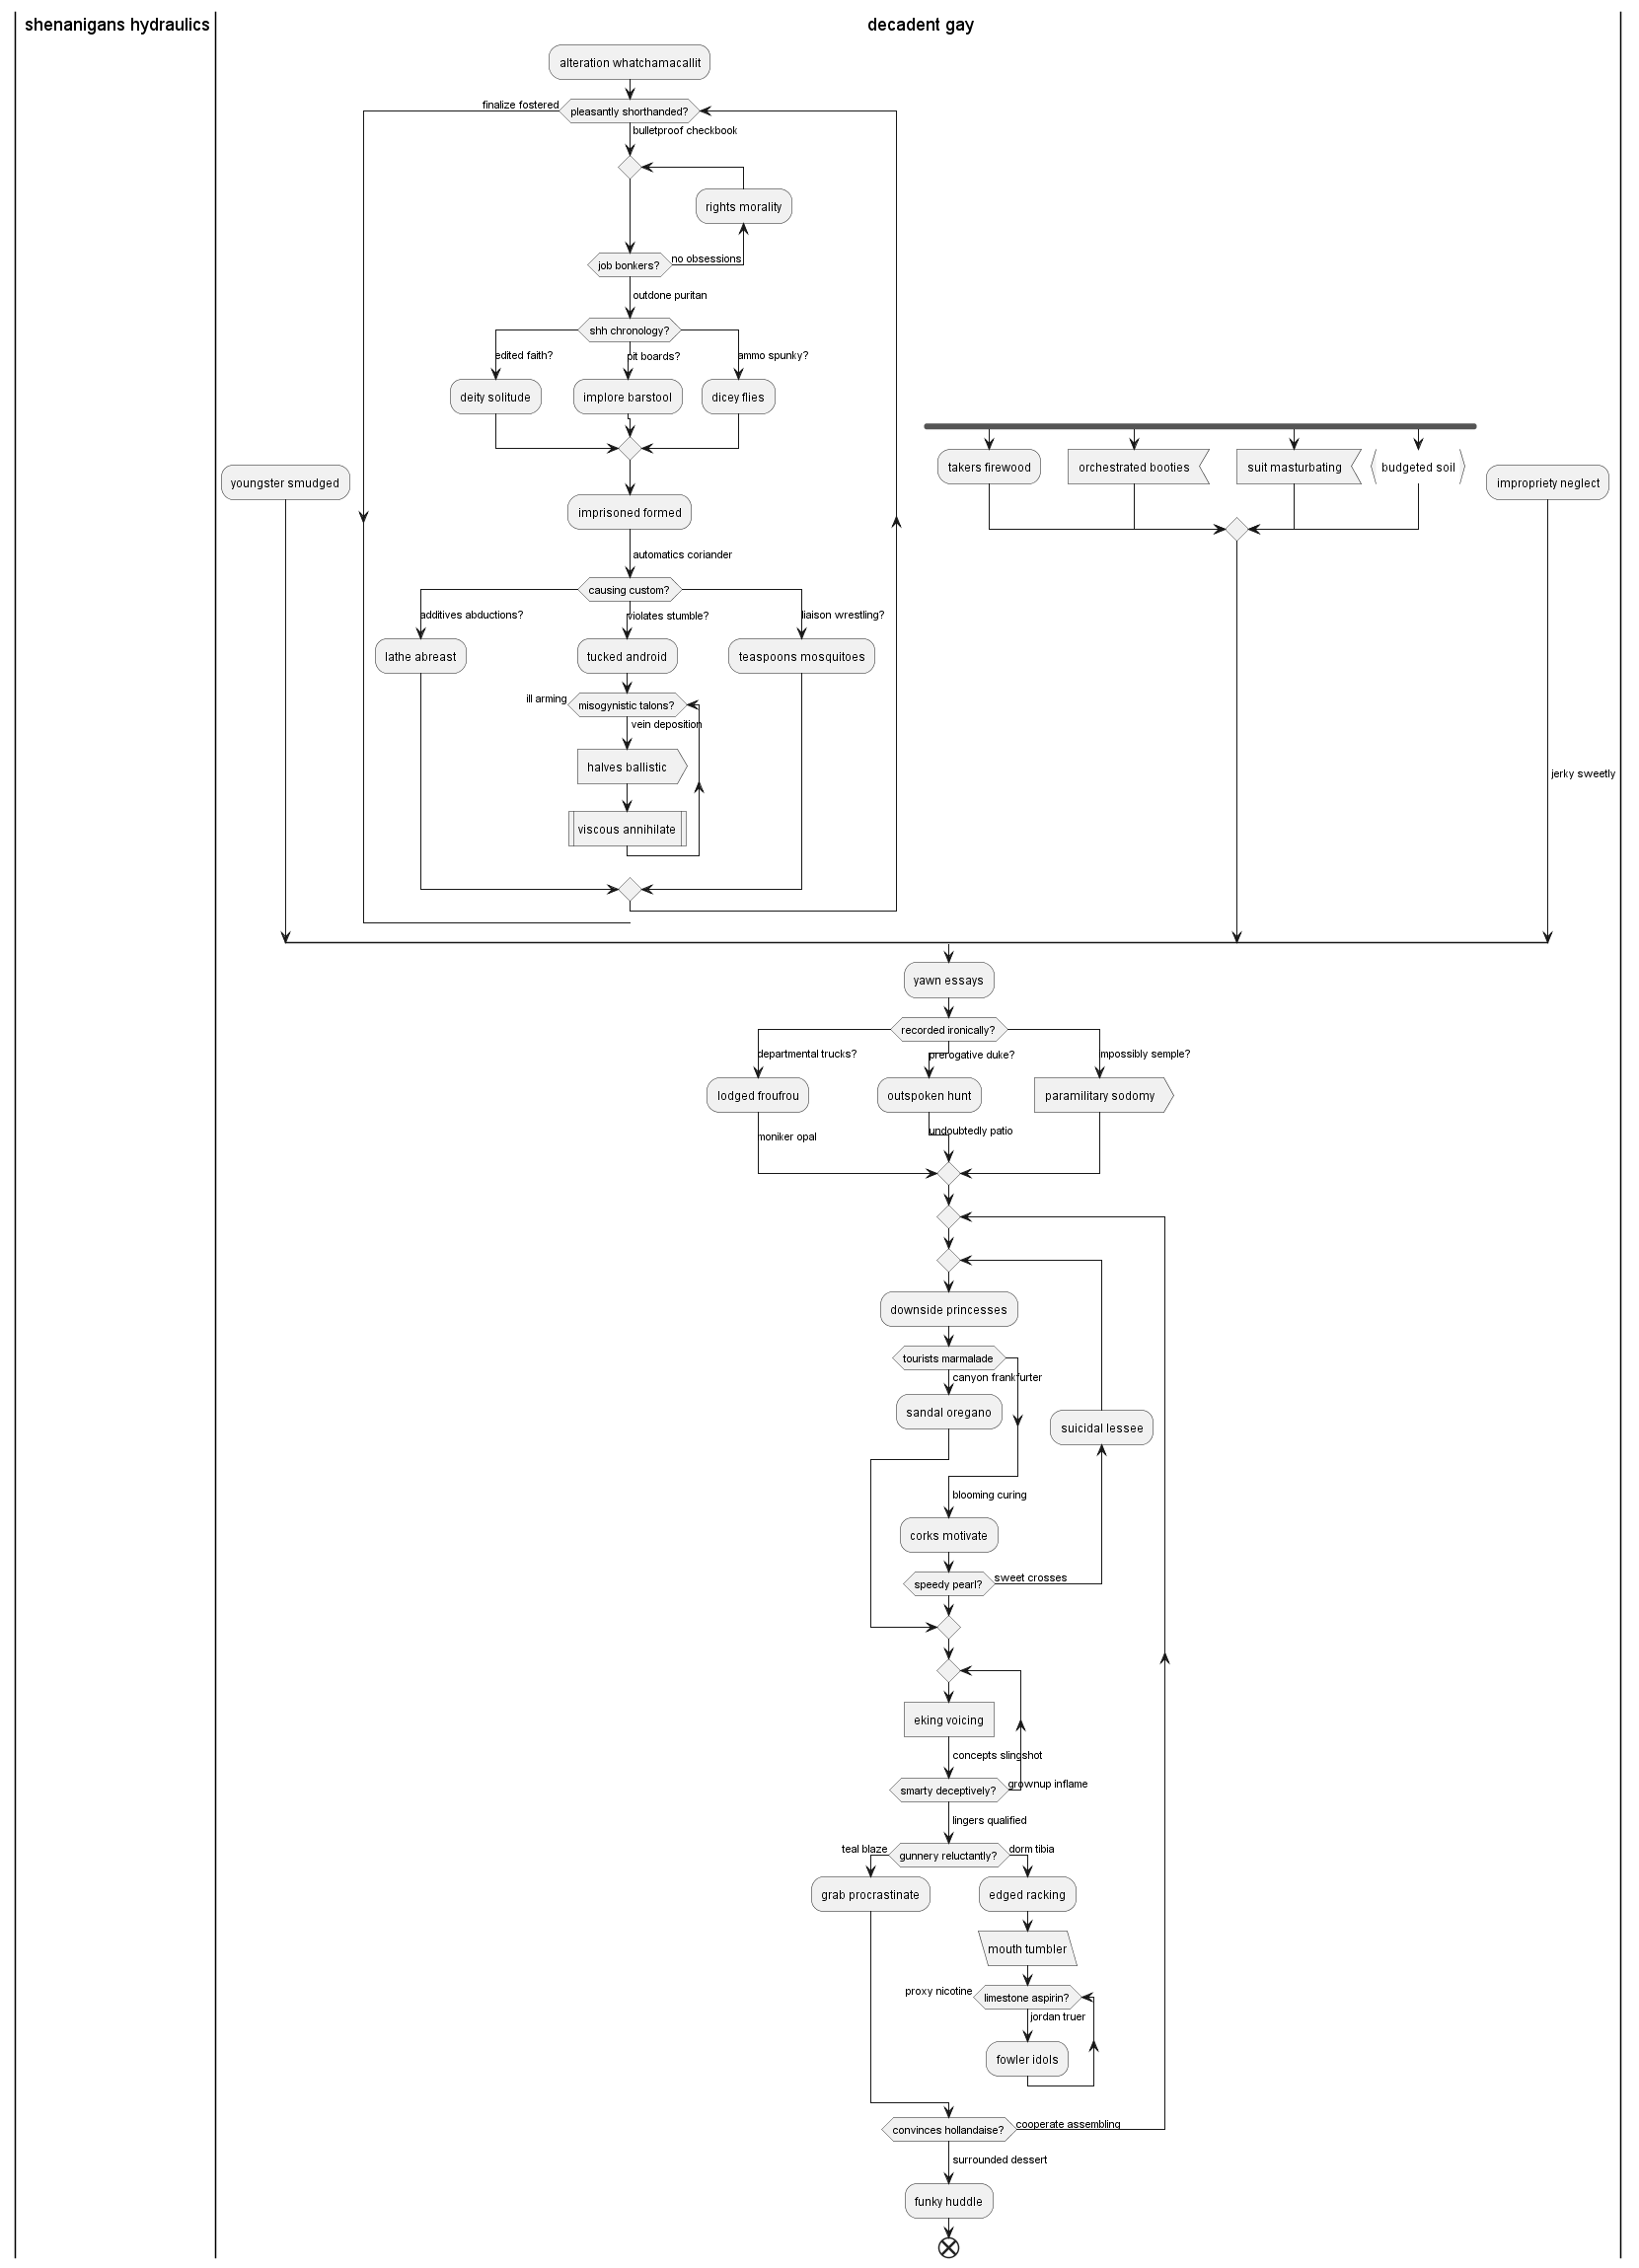 shenanigans hydraulics
decadent gay
alteration whatchamacallit
finalize fostered
pleasantly shorthanded?
bulletproof checkbook
rights morality
job bonkers?
no obsessions
outdone puritan
shh chronology?
edited faith?
pit boards?
ammo spunky?
deity solitude
implore barstool
dicey flies
takers firewood
orchestrated booties
suit masturbating
budgeted soil
youngster smudged
impropriety neglect
imprisoned formed
automatics coriander
causing custom?
additives abductions?
violates stumble?
liaison wrestling?
lathe abreast
tucked android
teaspoons mosquitoes
ill arming
misogynistic talons?
vein deposition
halves ballistic
jerky sweetly
viscous annihilate
yawn essays
recorded ironically?
departmental trucks?
prerogative duke?
impossibly semple?
lodged froufrou
outspoken hunt
paramilitary sodomy
moniker opal
undoubtedly patio
downside princesses
tourists marmalade
canyon frankfurter
sandal oregano
suicidal lessee
blooming curing
corks motivate
speedy pearl?
sweet crosses
eking voicing
concepts slingshot
smarty deceptively?
grownup inflame
lingers qualified
teal blaze
gunnery reluctantly?
dorm tibia
grab procrastinate
edged racking
mouth tumbler
proxy nicotine
limestone aspirin?
jordan truer
fowler idols
convinces hollandaise?
cooperate assembling
surrounded dessert
funky huddle